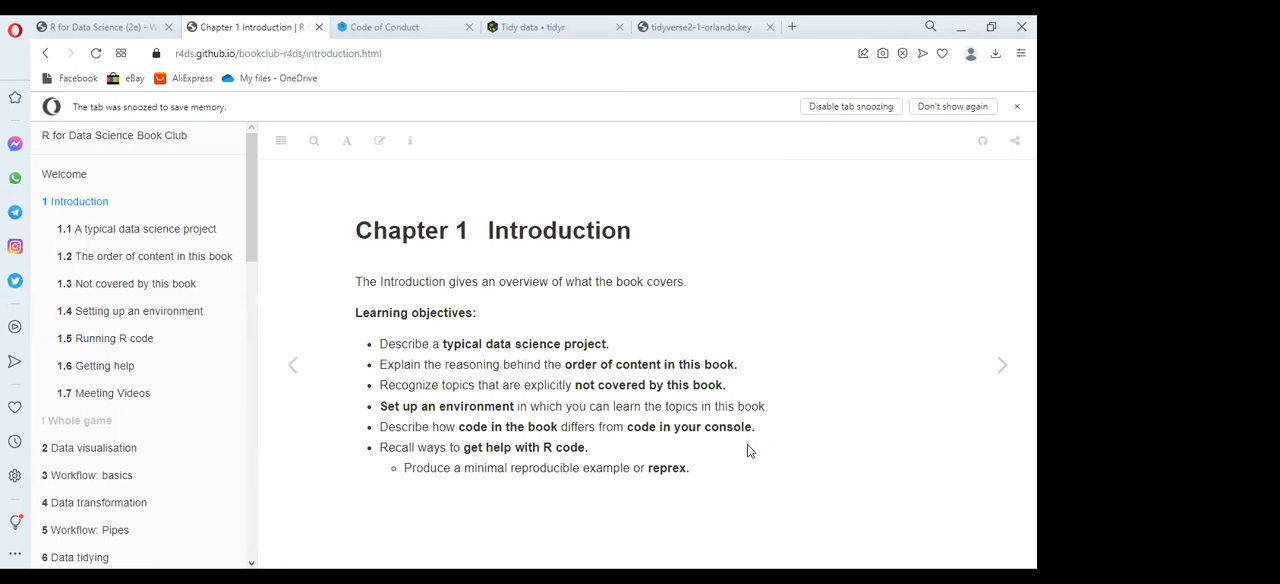 R for Data Science (2e) - W
Chapter 1 Introduction | R
Code of Conduct
Tidy data • tidyr
tidyverse2-1-orlando.key
r4ds.github.io/bookclub-r4ds/introduction.html
Facebook
eBay
AliExpress
My files - OneDrive
The tab was snoozed to save memory.
Disable tab snoozing
Don't show again
R for Data Science Book Club
Welcome
1 Introduction
1.1 A typical data science project
1.2 The order of content in this book
1.3 Not covered by this book
1.4 Setting up an environment
1.5 Running R code
1.6 Getting help
1.7 Meeting Videos
I Whole game
2 Data visualisation
3 Workflow: basics
4 Data transformation
5 Workflow: Pipes
6 Data tidying
Chapter 1 Introduction
The Introduction gives an overview of what the book covers.
Learning objectives:
• Describe a typical data science project.
• Explain the reasoning behind the order of content in this book.
• Recognize topics that are explicitly not covered by this book.
• Set up an environment in which you can learn the topics in this book.
• Describe how code in the book differs from code in your console.
• Recall ways to get help with R code.
◦ Produce a minimal reproducible example or reprex.